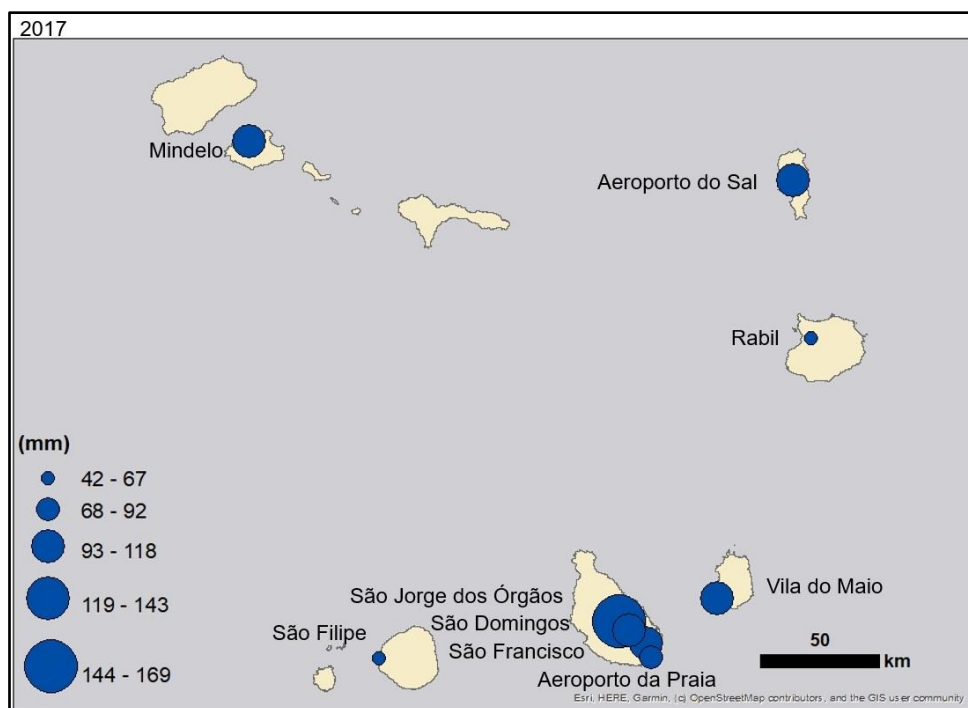 2017
Mindelo
Aeroporto do Sal
Rabil
(mm)
42 - 67
68 - 92
93 - 118
119 - 143
144 - 169
São Jorge dos Órgãos
São Domingos
São Filipe
São Francisco
Aeroporto da Praia
Vila do Maio
50
km
Esri, HERE, Garmin, (c) OpenStreetMap contributors, and the GIS user community